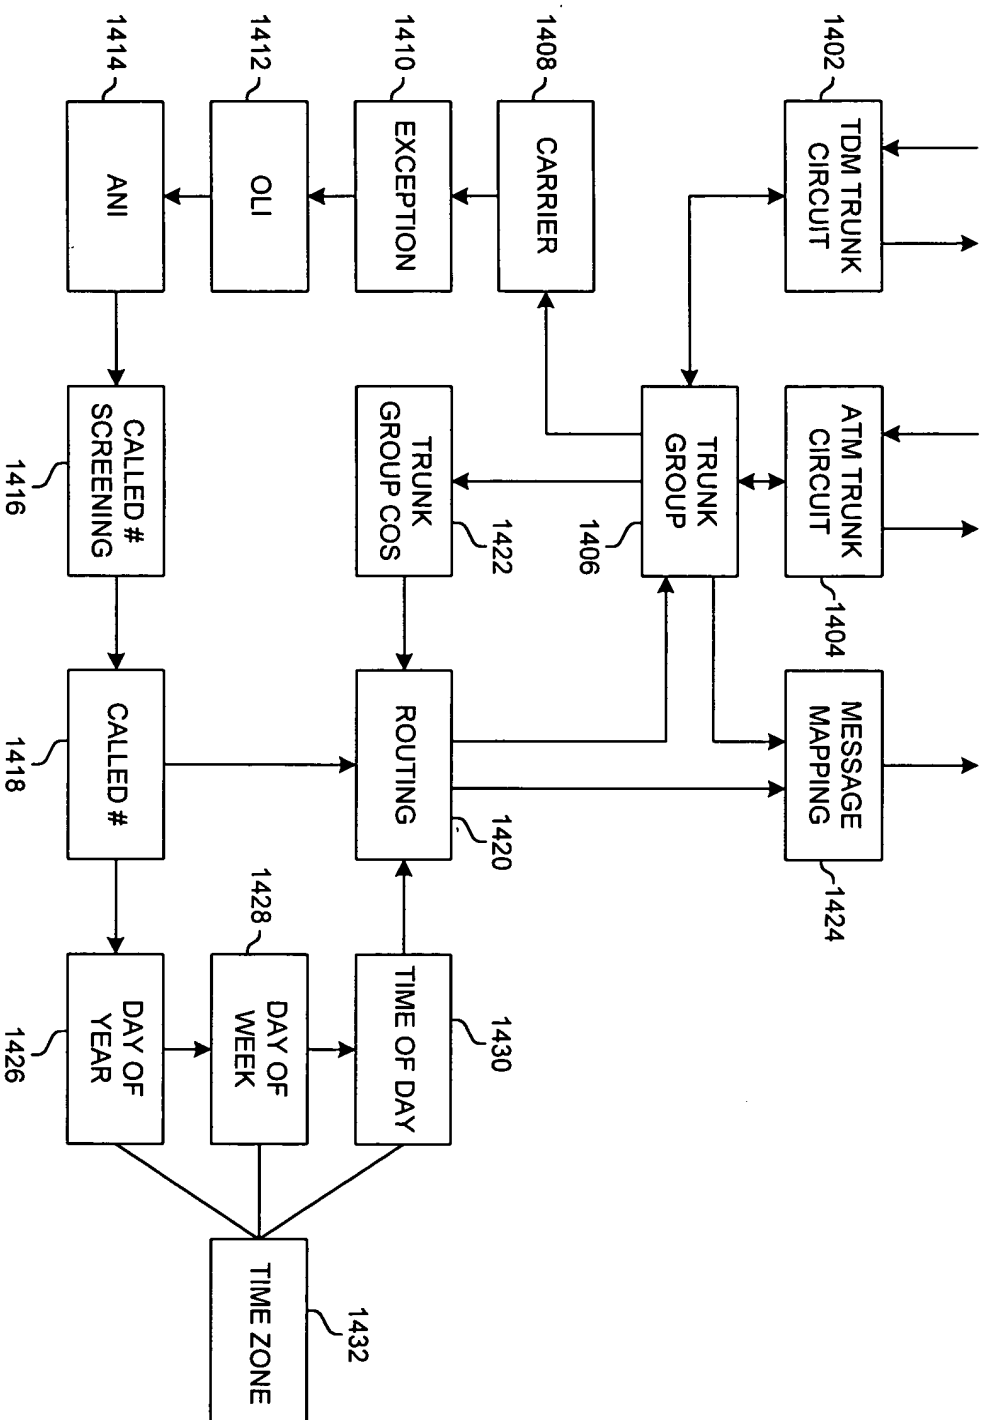 1402
TDM TRUNK
CIRCUIT
ATM TRUNK
CIRCUIT
1404
MESSAGE
MAPPING
1424
TRUNK
GROUP
1406
1408
CARRIER
1410
EXCEPTION
TRUNK
GROUP COS
1422
ROUTING
1420
TIME OF DAY
1430
1412
OLI
1428
DAY OF
WEEK
TIME ZONE
1432
1414
ANI
CALLED #
SCREENING
1416
CALLED #
1418
DAY OF
YEAR
1426